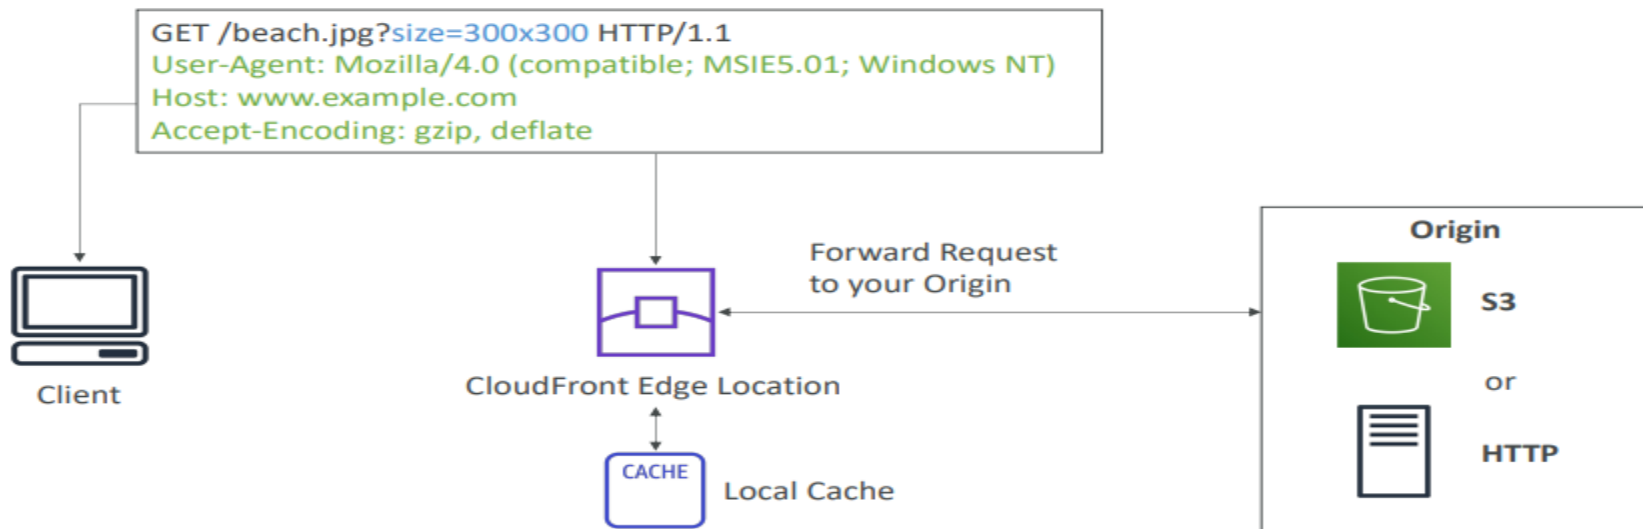 GET /beach.jpg?size=300x300 HTTP/1.1
User-Agent: Mozilla/4.0 (compatible; MSIE5.01; Windows NT)
Host: www.example.com
Accept-Encoding: gzip, deflate
Origin
Forward Request
to your Origin
S3
Client
CloudFront Edge Location
or
HTTP
CACHE
Local Cache